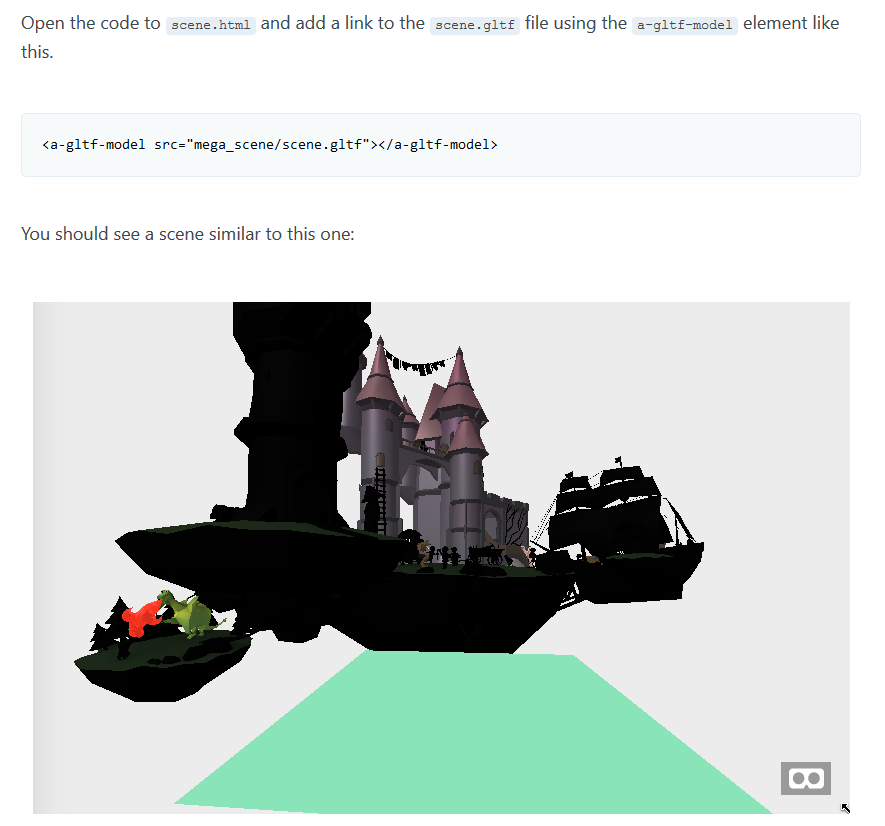 Open the code to scene.html and add a link to the scene.gltf file using the a-gltf-model element like
this.
<a-gltf-model src="mega_scene/scene.gltf"></a-gltf-model>
You should see a scene similar to this one: